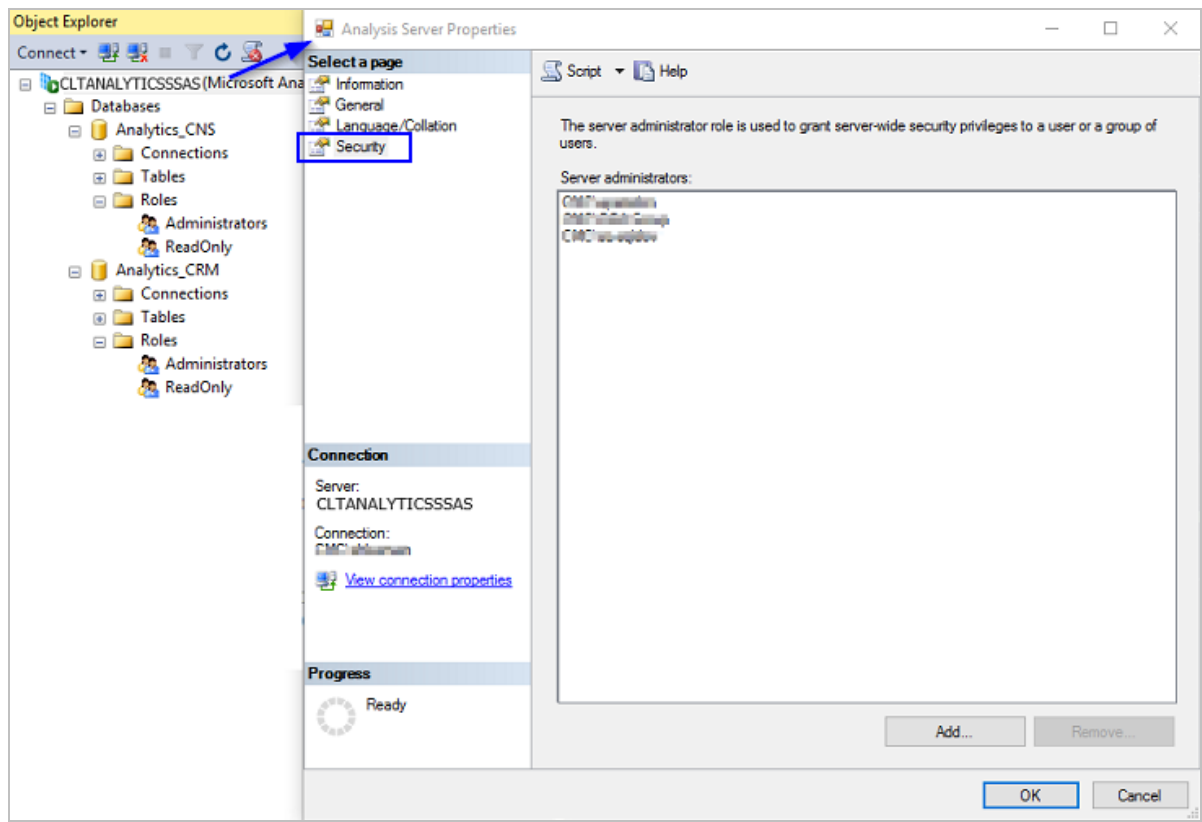 Object Explorer
Connect
CLTANALYTICSSSAS (Microsoft Ana
Databases
Analytics_CNS
Connections
Tables
Roles
Administrators
ReadOnly
Analytics_CRM
Connections
Tables
Roles
Administrators
ReadOnly
Analysis Server Properties
Select a page
Information
General
Language/Collation
Security
Connection
Server:
CLTANALYTICSSSAS
Connection:
View connection properties
Progress
Ready
Script
Help
The server administrator role is used to grant server-wide security privileges to a user or a group of
users.
Server administrators:
Add...
Remove...
OK
Cancel